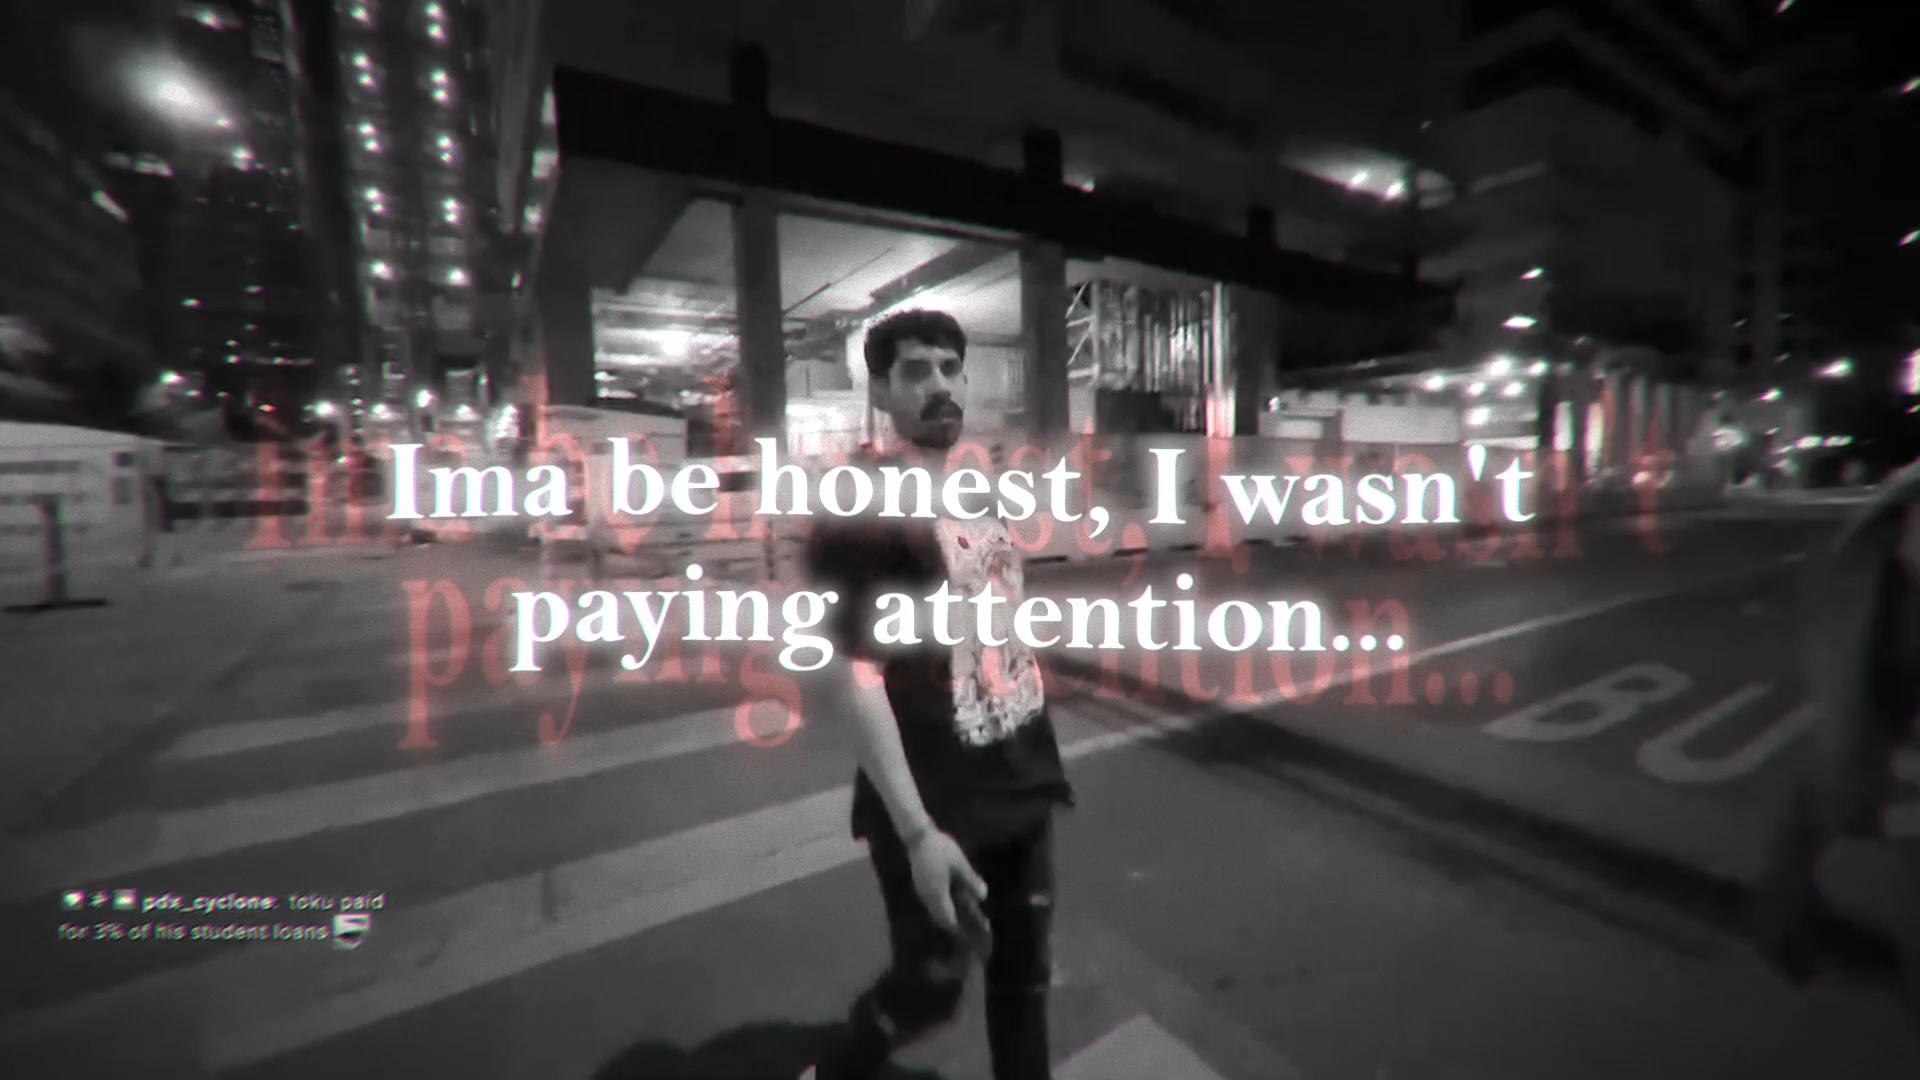 Ima be honest, I wasn't
paying attention...
BU
pdx_cyclone: toku paid
for 3% of his student loans